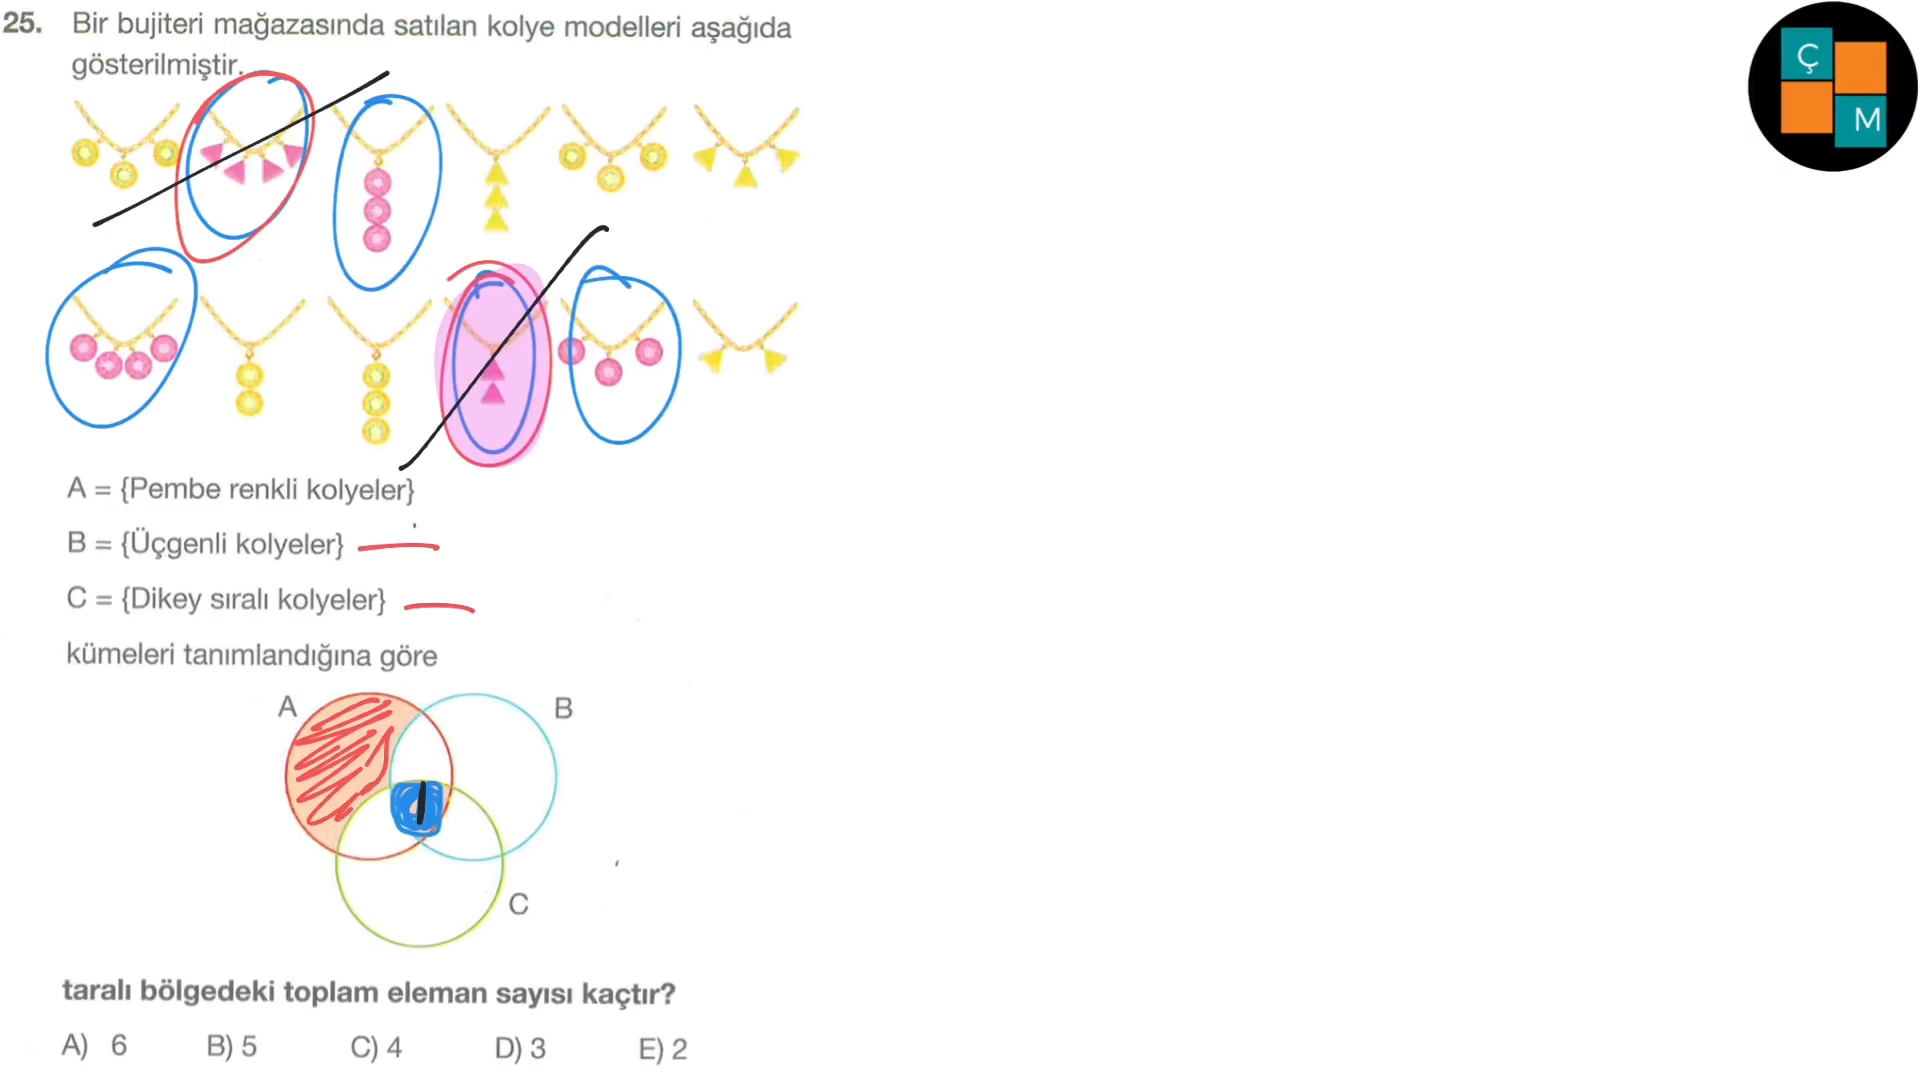 25. Bir bujiteri mağazasında satılan kolye modelleri aşağıda
gösterilmiştir.
Ç
M
A = {Pembe renkli kolyeler}
B = {Üçgenli kolyeler}
C = {Dikey sıralı kolyeler}
kümeleri tanımlandığına göre
A
B
1
C
taralı bölgedeki toplam eleman sayısı kaçtır?
A) 6 B) 5 C) 4 D) 3 E) 2